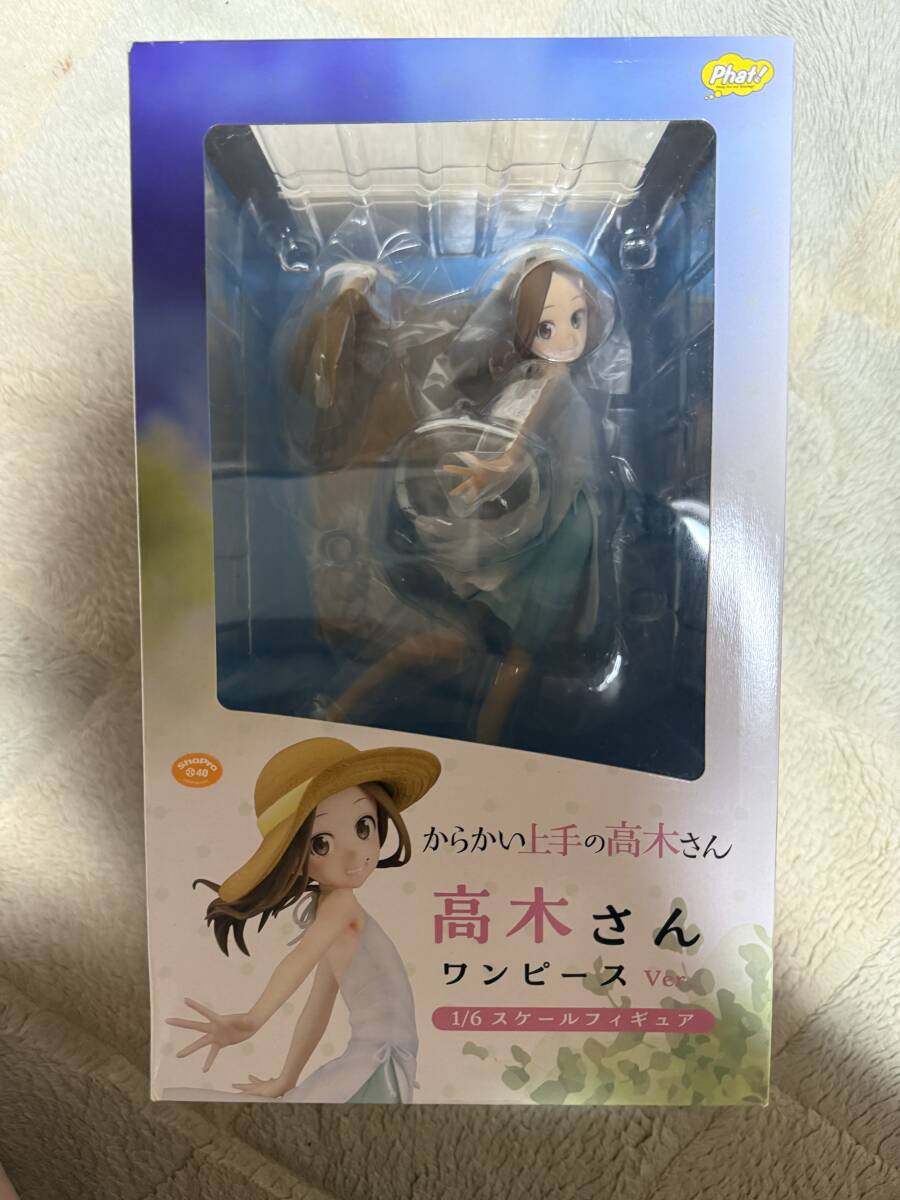 Phat!
ShoPro
40
からかい上手の高木さん
高木さん
ワンピース Ver.
1/6 スケールフィギュア